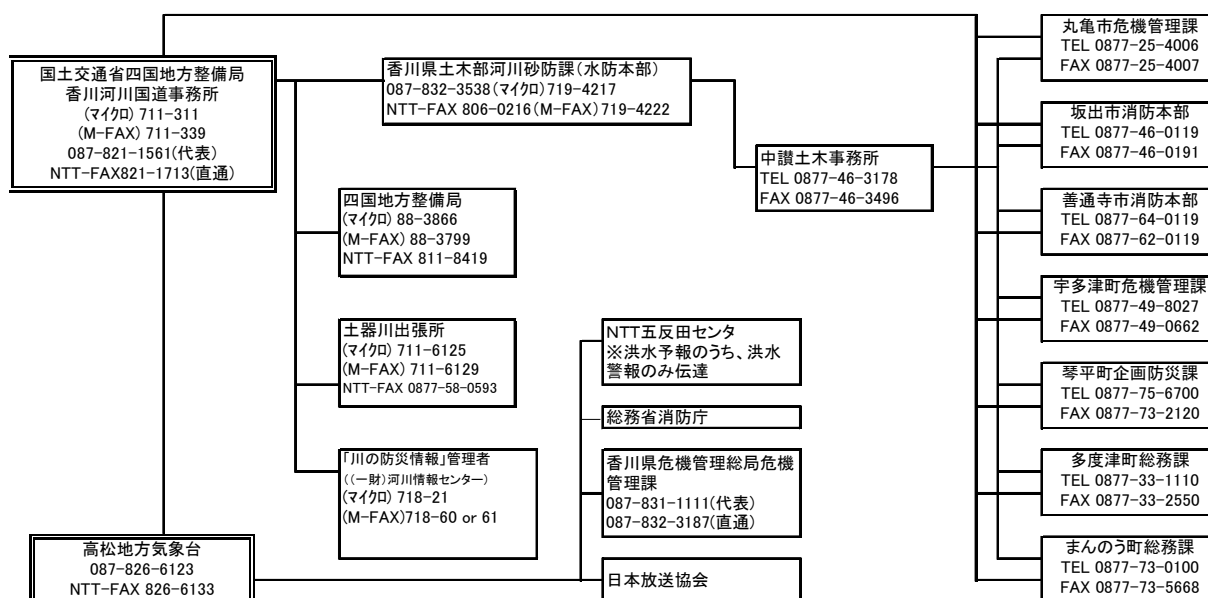 国土交通省四国地方整備局
香川河川国道事務所
(マイクロ) 711-311
(M-FAX) 711-339
087-821-1561(代表)
NTT-FAX821-1713(直通)
香川県土木部河川砂防課(水防本部)
087-832-3538(マイクロ)719-4217
NTT-FAX 806-0216(M-FAX)719-4222
中讃土木事務所
TEL 0877-46-3178
FAX 0877-46-3496
四国地方整備局
(マイクロ) 88-3866
(M-FAX) 88-3799
NTT-FAX 811-8419
土器川出張所
(マイクロ) 711-6125
(M-FAX) 711-6129
NTT-FAX 0877-58-0593
「川の防災情報」管理者
((一財)河川情報センター)
(マイクロ) 718-21
(M-FAX)718-60 or 61
高松地方気象台
087-826-6123
NTT-FAX 826-6133
NTT五反田センタ
※洪水予報のうち、洪水
警報のみ伝達
総務省消防庁
香川県危機管理総局危機
管理課
087-831-1111(代表)
087-832-3187(直通)
日本放送協会
丸亀市危機管理課
TEL 0877-25-4006
FAX 0877-25-4007
坂出市消防本部
TEL 0877-46-0119
FAX 0877-46-0191
善通寺市消防本部
TEL 0877-64-0119
FAX 0877-62-0119
宇多津町危機管理課
TEL 0877-49-8027
FAX 0877-49-0662
琴平町企画防災課
TEL 0877-75-6700
FAX 0877-73-2120
多度津町総務課
TEL 0877-33-1110
FAX 0877-33-2550
まんのう町総務課
TEL 0877-73-0100
FAX 0877-73-5668